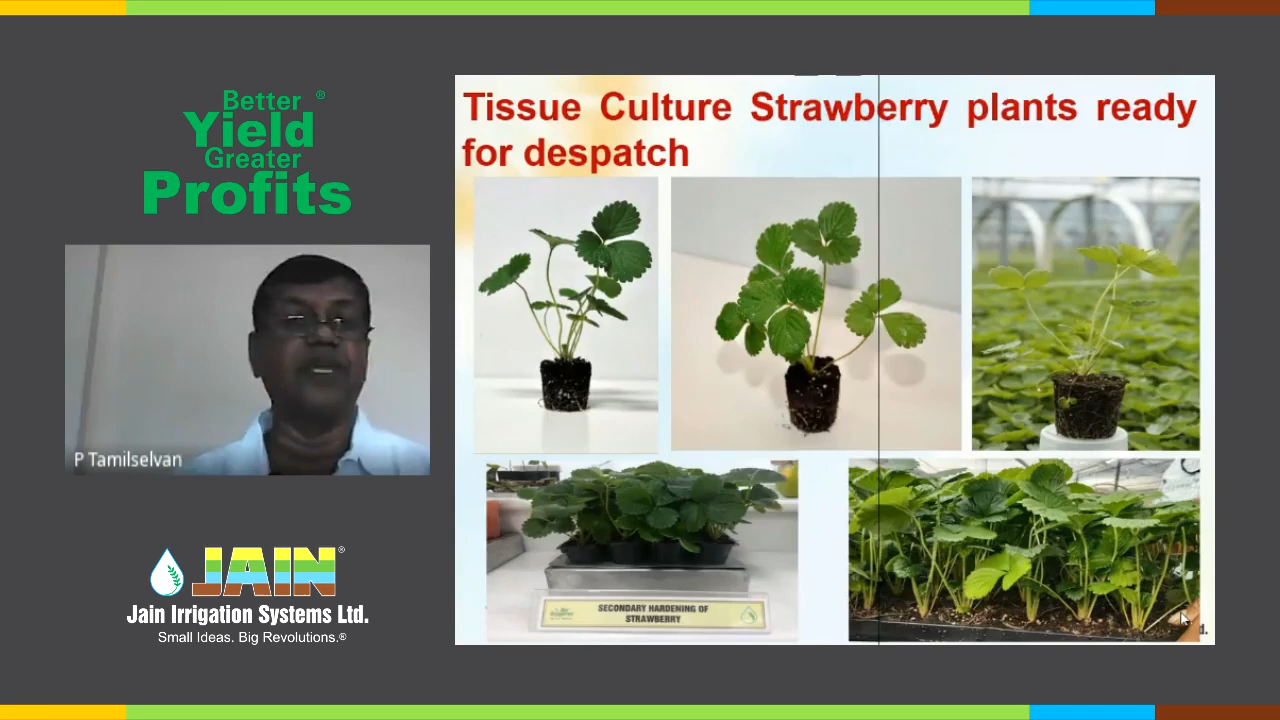 Better ®
Yield
Greater
Profits
P Tamilselvan
JAIN®
Jain Irrigation Systems Ltd.
Small Ideas. Big Revolutions.®
Tissue Culture Strawberry plants ready
for despatch
SECONDARY HARDENING OF
STRAWBERRY
d.